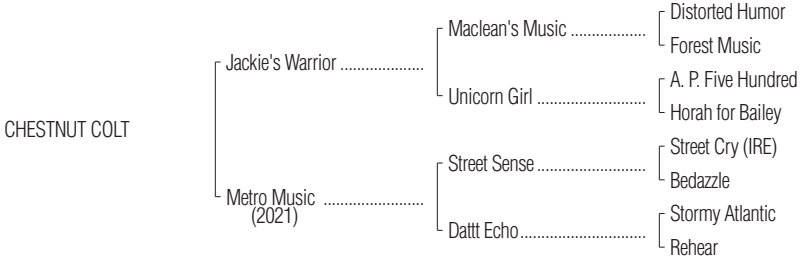 Distorted Humor
Maclean's Music ....................
Forest Music
Jackie's Warrior ......................
A. P. Five Hundred
Unicorn Girl ............................
Horah for Bailey
CHESTNUT COLT
Street Cry (IRE)
Street Sense ............................
Bedazzle
Metro Music ..........................
(2021)
Stormy Atlantic
Dattt Echo................................
Rehear